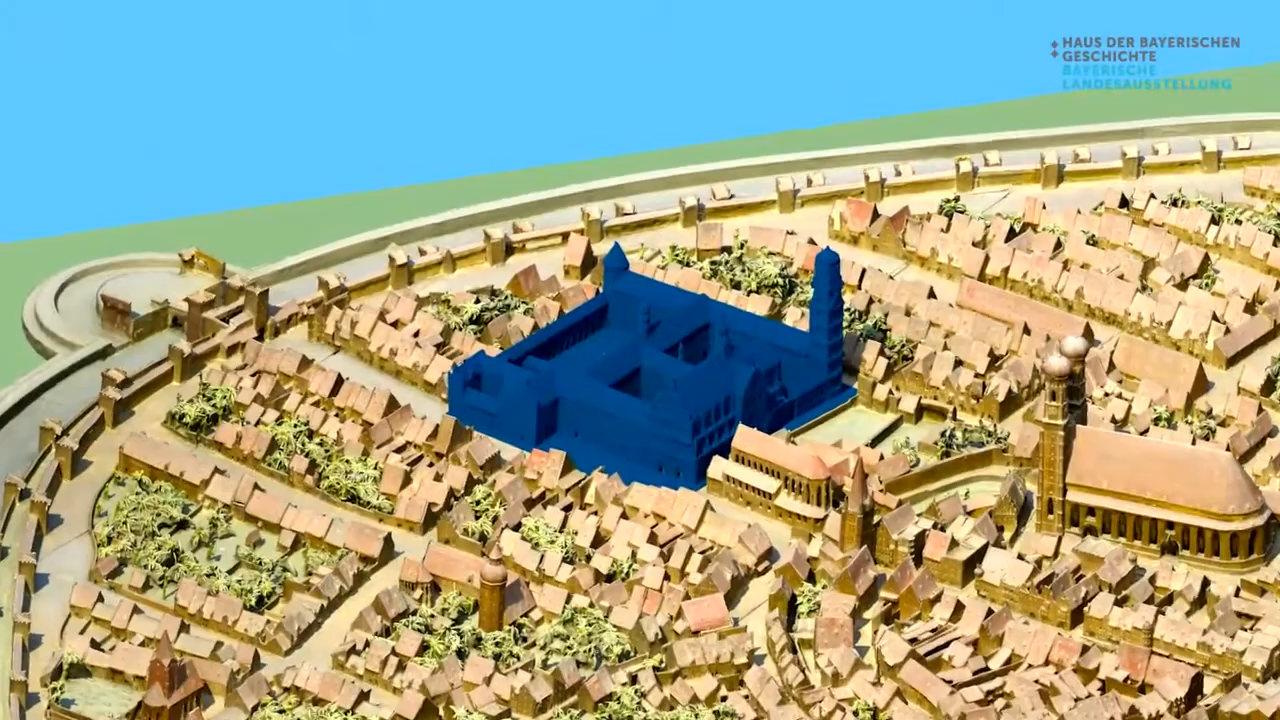 HAUS DER BAYERISCHEN
GESCHICHTE
BAYERISCHE
LANDESAUSSTELLUNG